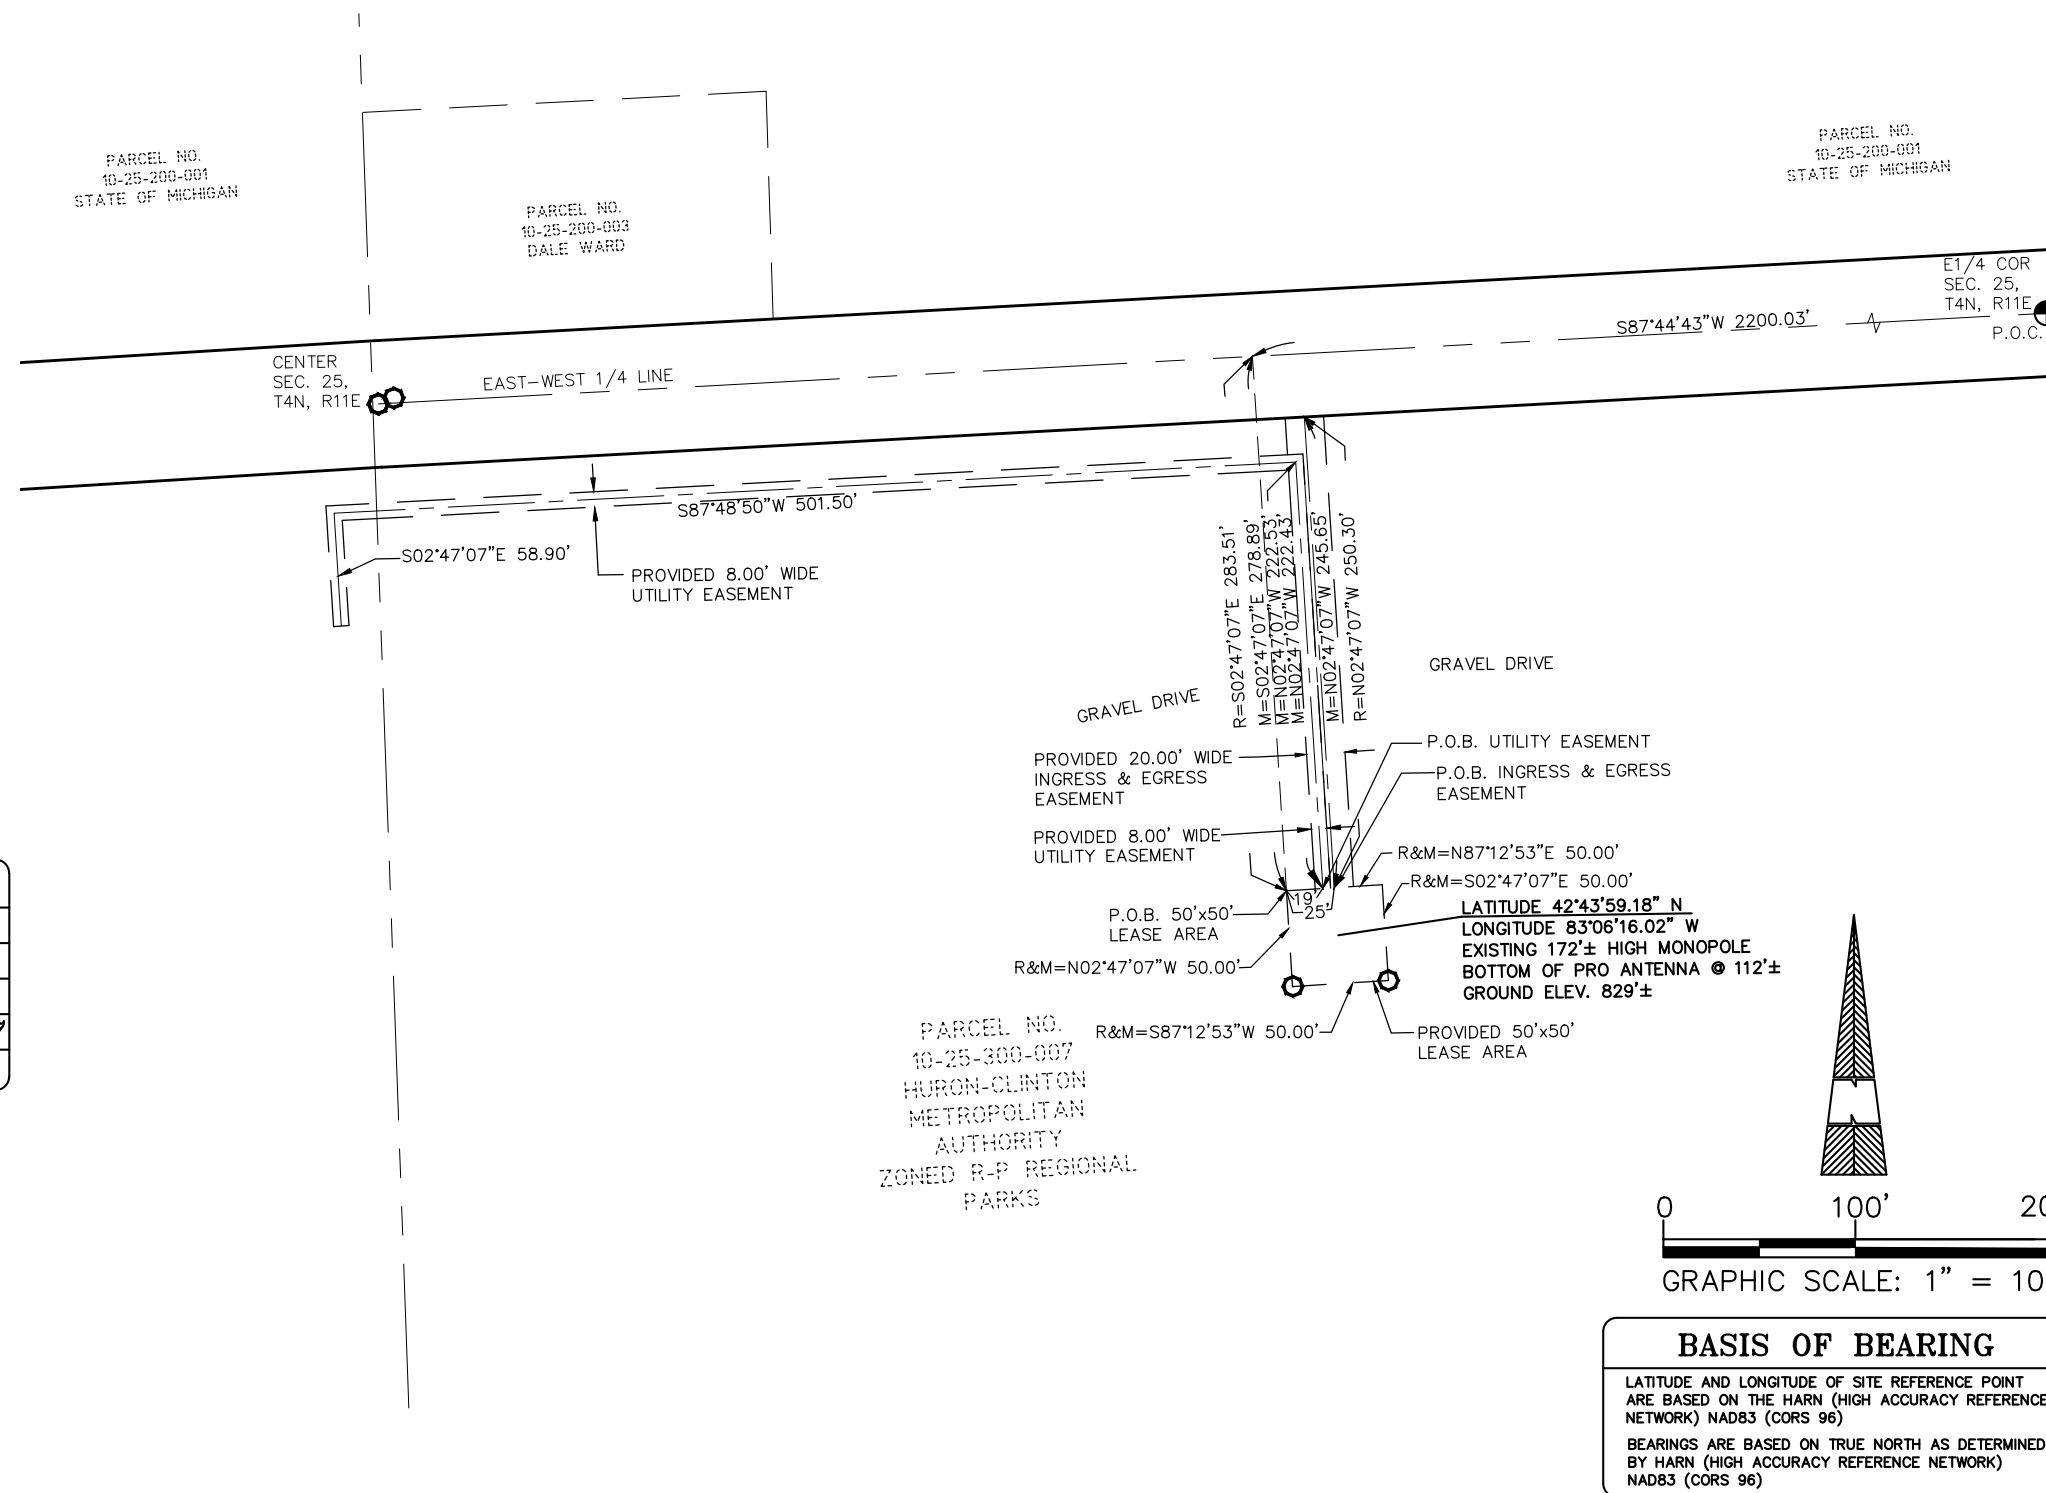 PARCEL NO.
10-25-200-001
STATE OF MICHIGAN
PARCEL NO.
10-25-200-003
DALE WARD
PARCEL NO.
10-25-200-001
STATE OF MICHIGAN
E1/4 COR
SEC. 25,
T4N, R11E
P.O.C.
S87°44'43"W 2200.03'
CENTER
SEC. 25,
T4N, R11E
EAST-WEST 1/4 LINE
S87°48'50"W 501.50'
S02°47'07"E 58.90'
PROVIDED 8.00' WIDE
UTILITY EASEMENT
R=S02°47'07"E 283.51'
M=S02°47'07"E 278.89'
M=N02°47'07"W 222.53'
M=N02°47'07"W 222.43'
M=N02°47'07"W 245.65'
R=N02°47'07"W 250.30'
GRAVEL DRIVE
GRAVEL DRIVE
PROVIDED 20.00' WIDE
INGRESS & EGRESS
EASEMENT
PROVIDED 8.00' WIDE
UTILITY EASEMENT
P.O.B. UTILITY EASEMENT
P.O.B. INGRESS & EGRESS
EASEMENT
R&M=N87°12'53"E 50.00'
R&M=S02°47'07"E 50.00'
19'
25'
P.O.B. 50'x50'
LEASE AREA
R&M=N02°47'07"W 50.00'
LATITUDE 42°43'59.18" N
LONGITUDE 83°06'16.02" W
EXISTING 172'± HIGH MONOPOLE
BOTTOM OF PRO ANTENNA @ 112'±
GROUND ELEV. 829'±
R&M=S87°12'53"W 50.00'
PROVIDED 50'x50'
LEASE AREA
PARCEL NO.
10-25-300-007
HURON-CLINTON
METROPOLITAN
AUTHORITY
ZONED R-P REGIONAL
PARKS
0 100' 20
GRAPHIC SCALE: 1" = 10
BASIS OF BEARING
LATITUDE AND LONGITUDE OF SITE REFERENCE POINT
ARE BASED ON THE HARN (HIGH ACCURACY REFERENCE
NETWORK) NAD83 (CORS 96)
BEARINGS ARE BASED ON TRUE NORTH AS DETERMINED
BY HARN (HIGH ACCURACY REFERENCE NETWORK)
NAD83 (CORS 96)